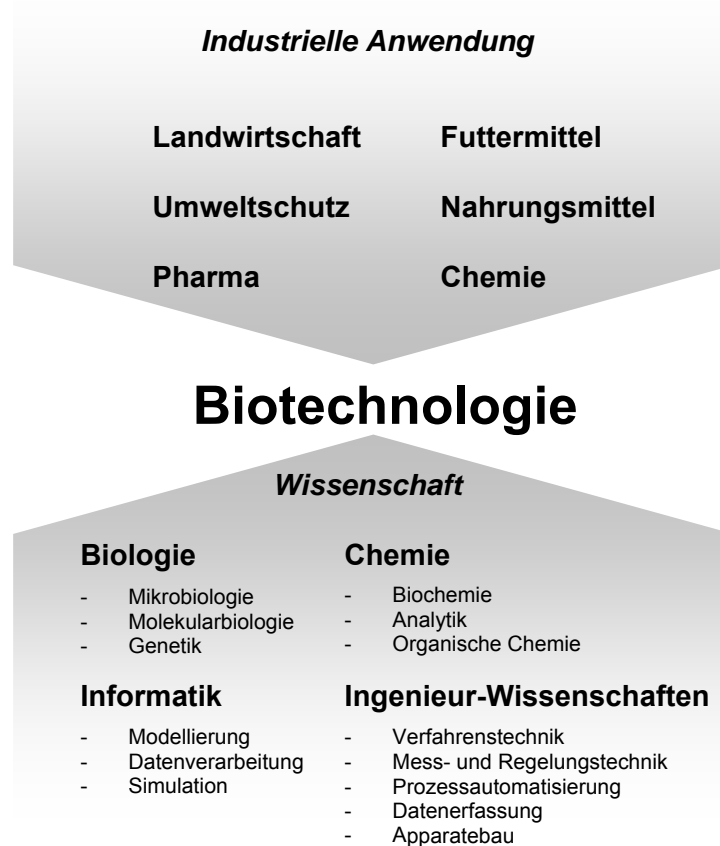 Industrielle Anwendung
Landwirtschaft Futtermittel
Umweltschutz Nahrungsmittel
Pharma Chemie
Biotechnologie
Wissenschaft
Biologie Chemie
- Mikrobiologie - Biochemie
- Molekularbiologie - Analytik
- Genetik - Organische Chemie
Informatik Ingenieur-Wissenschaften
- Modellierung - Verfahrenstechnik
- Datenverarbeitung - Mess- und Regelungstechnik
- Simulation - Prozessautomatisierung
- Datenerfassung
- Apparatebau